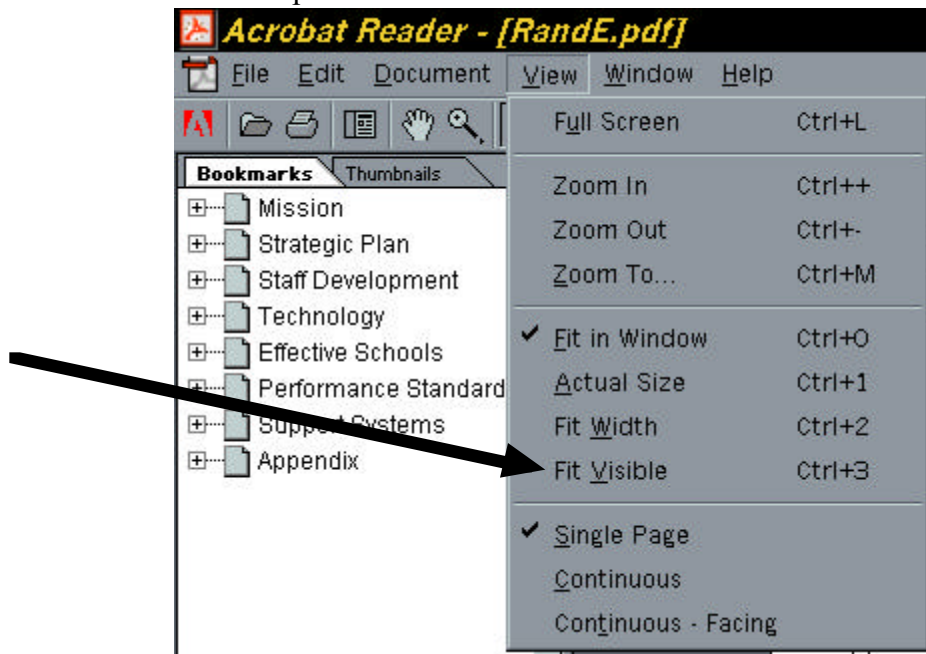 Acrobat Reader - [RandE.pdf]
File Edit Document View Window Help
Bookmarks Thumbnails
Mission
Strategic Plan
Staff Development
Technology
Effective Schools
Performance Standard
Support Systems
Appendix
Full Screen Ctrl+L
Zoom In Ctrl++
Zoom Out Ctrl+-
Zoom To... Ctrl+M
Fit in Window Ctrl+0
Actual Size Ctrl+1
Fit Width Ctrl+2
Fit Visible Ctrl+3
Single Page
Continuous
Continuous - Facing